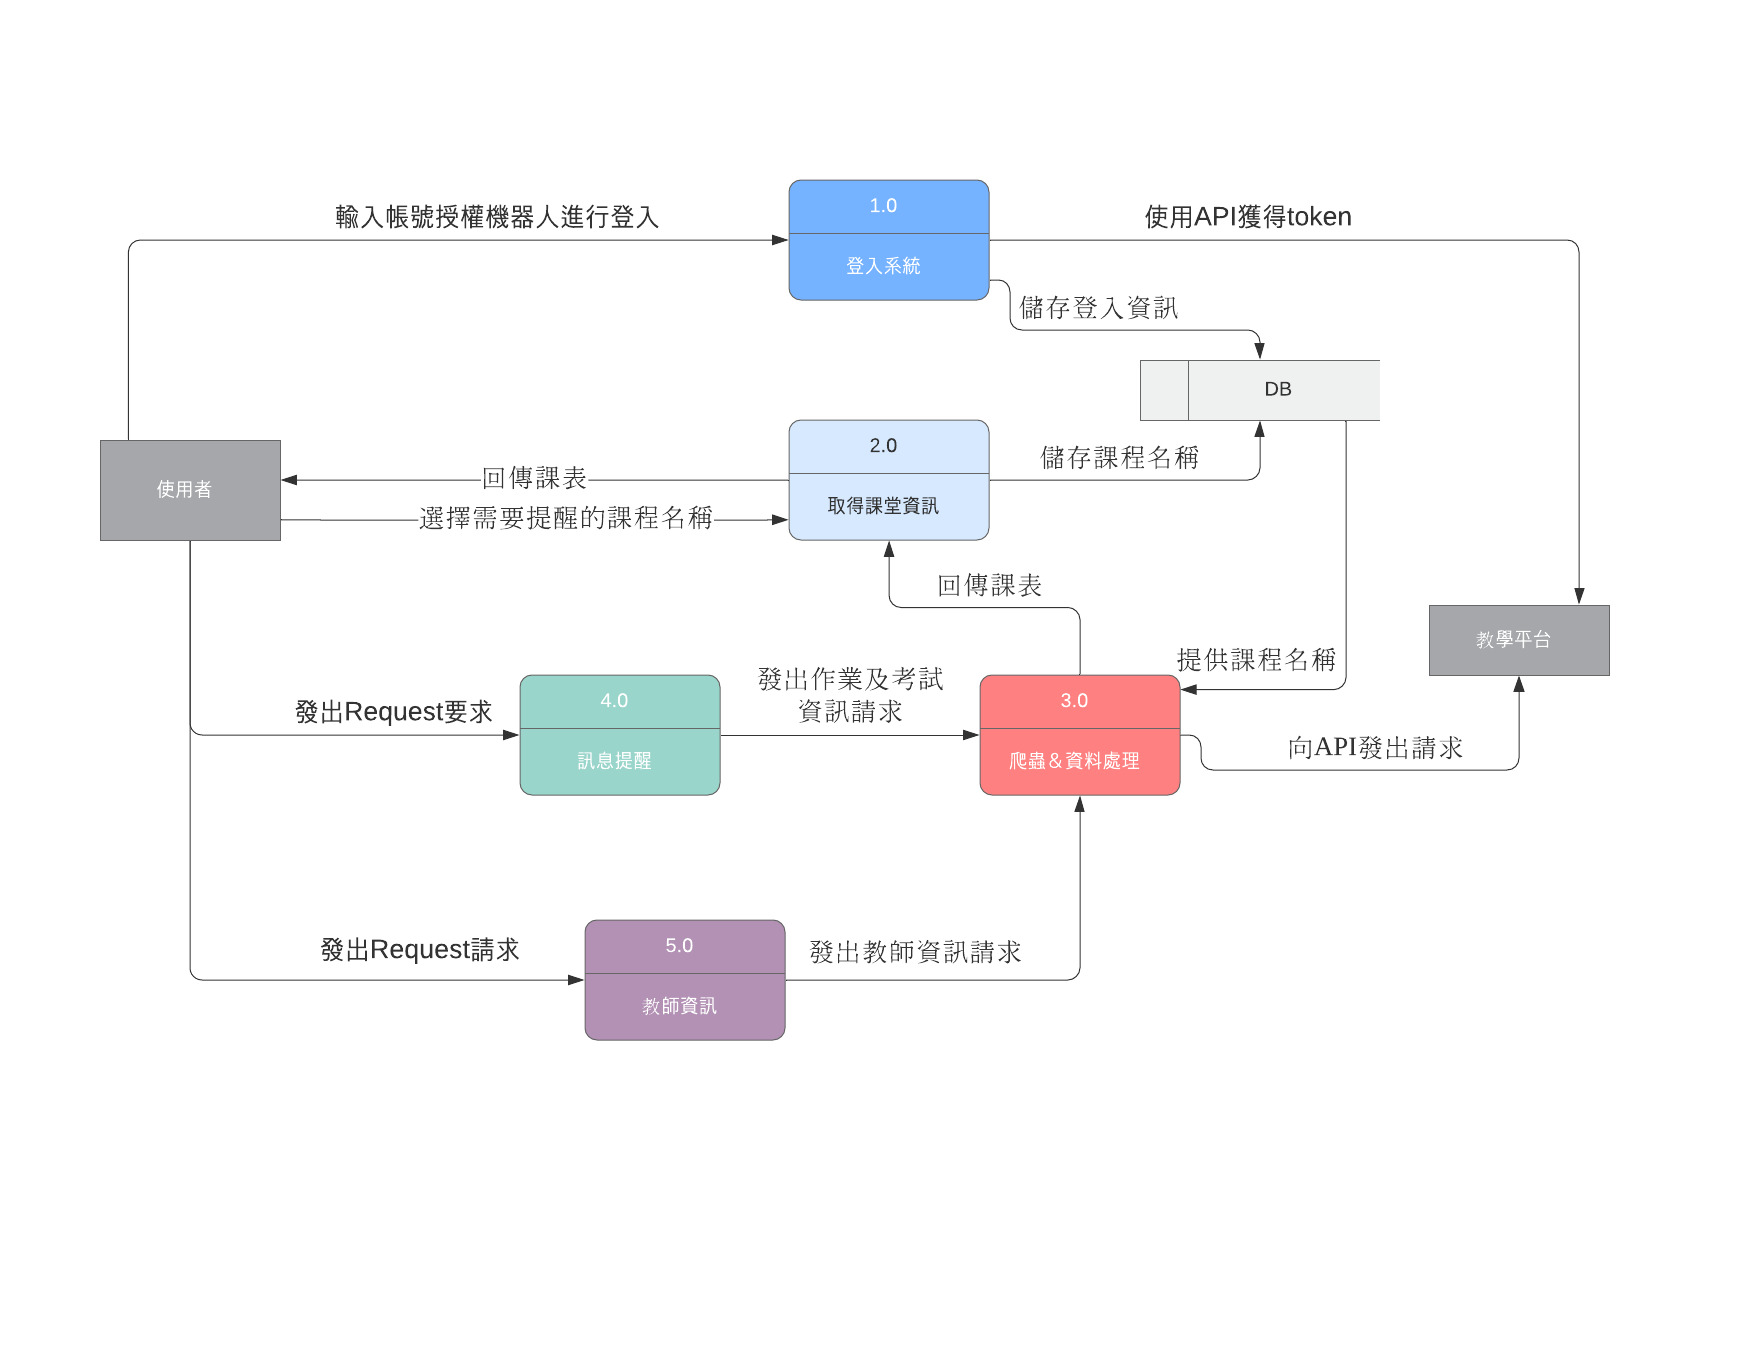 1.0
輸入帳號授權機器人進行登入
使用API獲得token
登入系統
儲存登入資訊
DB
2.0
儲存課程名稱
回傳課表
使用者
取得課堂資訊
選擇需要提醒的課程名稱
回傳課表
教學平台
提供課程名稱
發出作業及考試
資訊請求
4.0
3.0
發出Request要求
向API發出請求
訊息提醒
爬蟲＆資料處理
5.0
發出Request請求
發出教師資訊請求
教師資訊